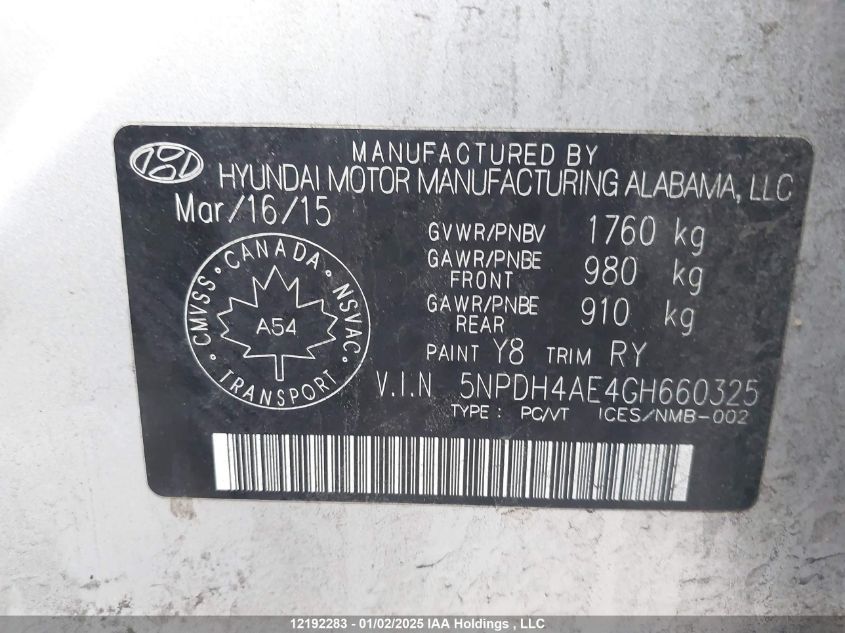 MANUFACTURED BY
HYUNDAI MOTOR MANUFACTURING ALABAMA, LLC
Mar/16/15
GVWR/PNBV 1760 kg
GAWR/PNBE FRONT 980 kg
GAWR/PNBE REAR 910 kg
PAINT Y8 TRIM RY
V.I.N 5NPDH4AE4GH660325
TYPE : PC/VT ICES/NMB-002
CMVSS • CANADA • NSVAC • TRANSPORT •
A54
12192283 - 01/02/2025 IAA Holdings, LLC. Copyright